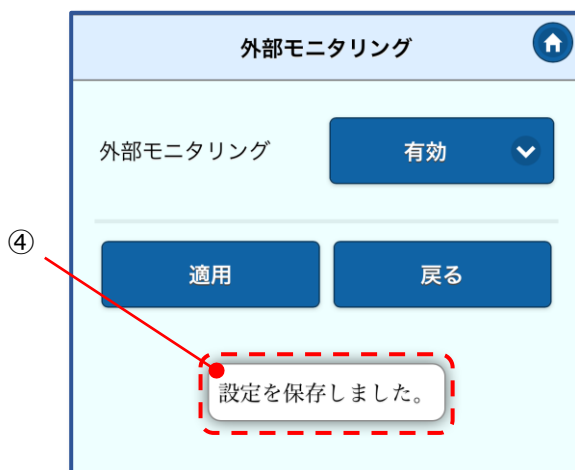 外部モニタリング
外部モニタリング
有効
④
適用
戻る
設定を保存しました。